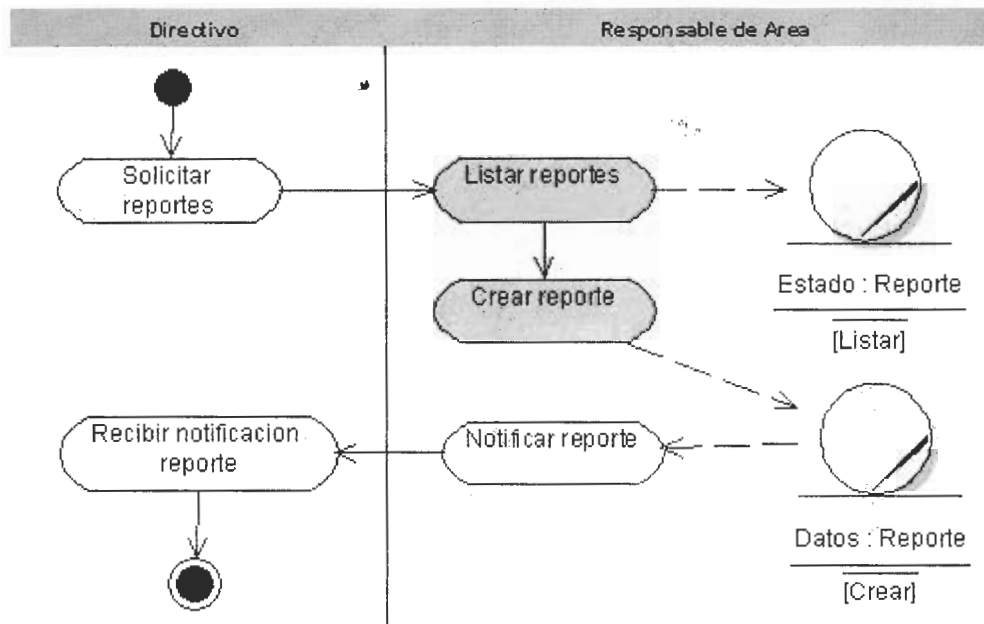 Directivo
Responsable de Area
Solicitar
reportes
Listar reportes
Estado : Reporte
[Listar]
Crear reporte
Recibir notificacion
reporte
Notificar reporte
Datos : Reporte
[Crear]